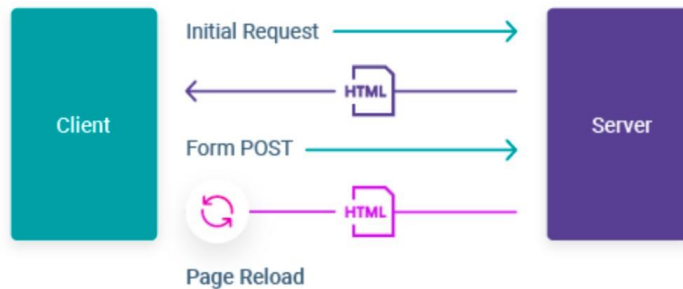 Initial Request
HTML
Client
Server
Form POST
HTML
Page Reload